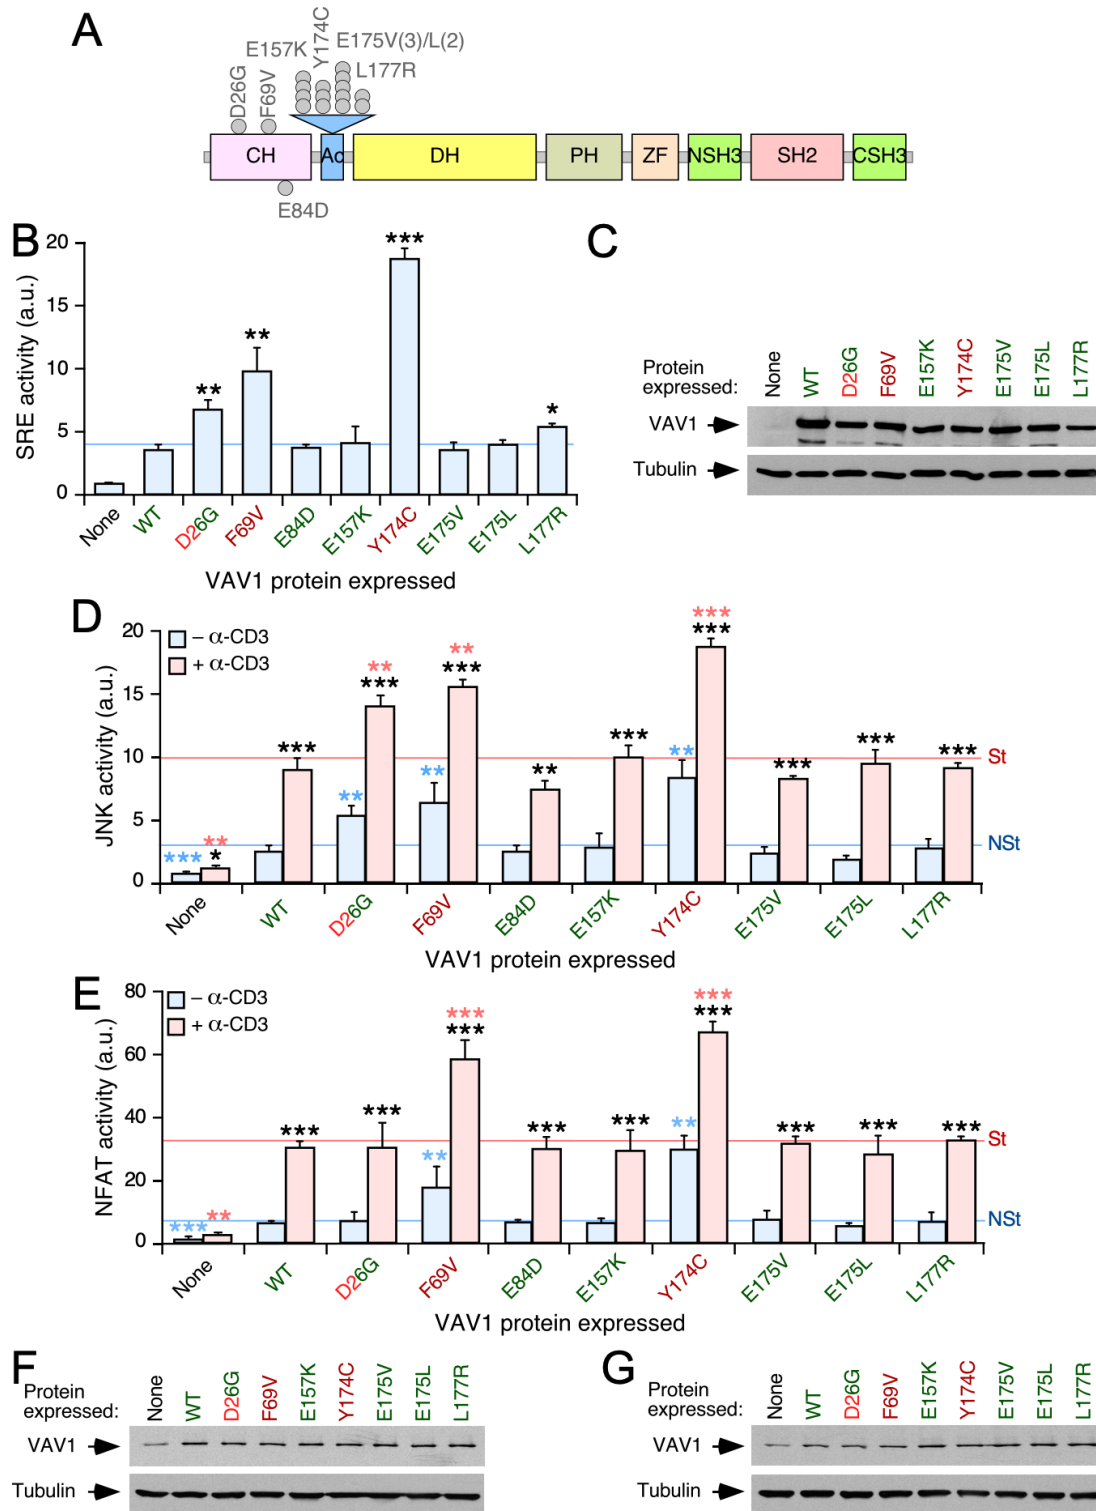 A
D26G
F69V
E157K
Y174C
E175V(3)/L(2)
L177R
CH
Ac
DH
PH
ZF
NSH3
SH2
CSH3
E84D
B
SRE activity (a.u.)
20
15
10
5
0
***
**
**
*
None
WT
D26G
F69V
E84D
E157K
Y174C
E175V
E175L
L177R
VAV1 protein expressed
C
Protein
expressed:
None
WT
D26G
F69V
E157K
Y174C
E175V
E175L
L177R
VAV1
Tubulin
D
JNK activity (a.u.)
20
15
10
5
0
– α-CD3
+ α-CD3
*** ** *
***
** ** ***
** ** ***
**
***
** *** ***
***
***
***
St
NSt
None
WT
D26G
F69V
E84D
E157K
Y174C
E175V
E175L
L177R
VAV1 protein expressed
E
NFAT activity (a.u.)
80
60
40
20
0
– α-CD3
+ α-CD3
*** **
***
***
** *** ***
***
***
** *** ***
***
***
***
St
NSt
None
WT
D26G
F69V
E84D
E157K
Y174C
E175V
E175L
L177R
VAV1 protein expressed
F
Protein
expressed:
None
WT
D26G
F69V
E157K
Y174C
E175V
E175L
L177R
VAV1
Tubulin
G
Protein
expressed:
None
WT
D26G
F69V
E157K
Y174C
E175V
E175L
L177R
VAV1
Tubulin